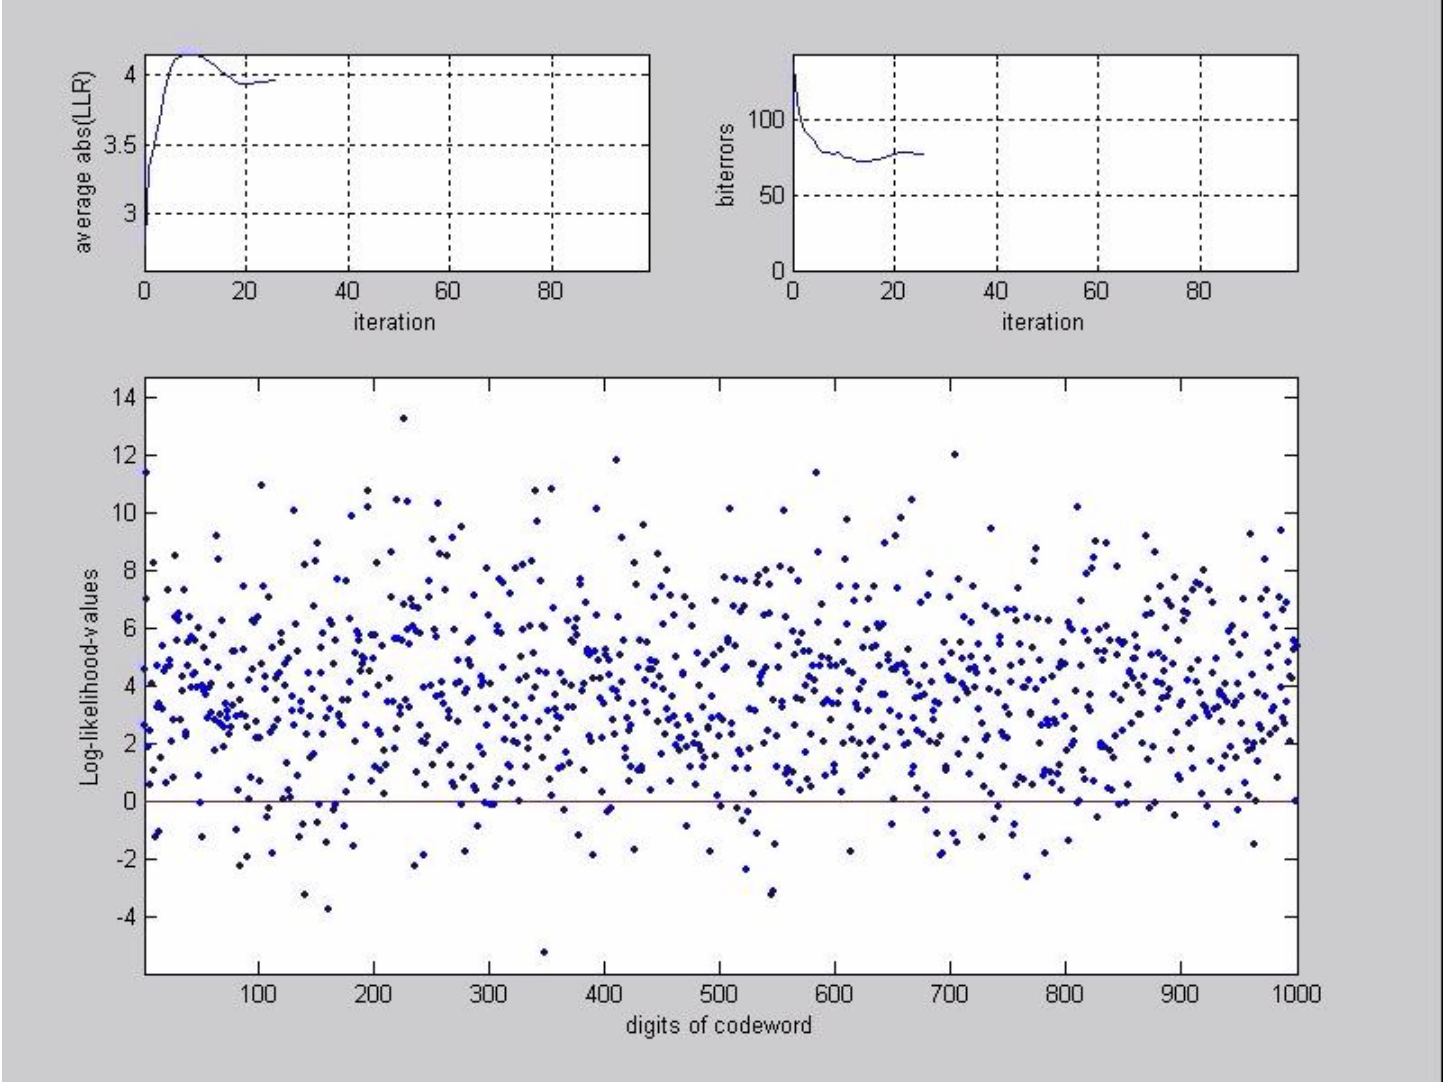 average abs(LLR)
4
3.5
3
0 20 40 60 80
iteration
biterrors
100
50
0
0 20 40 60 80
iteration
Log-likelihood-values
14
12
10
8
6
4
2
0
-2
-4
100 200 300 400 500 600 700 800 900 1000
digits of codeword